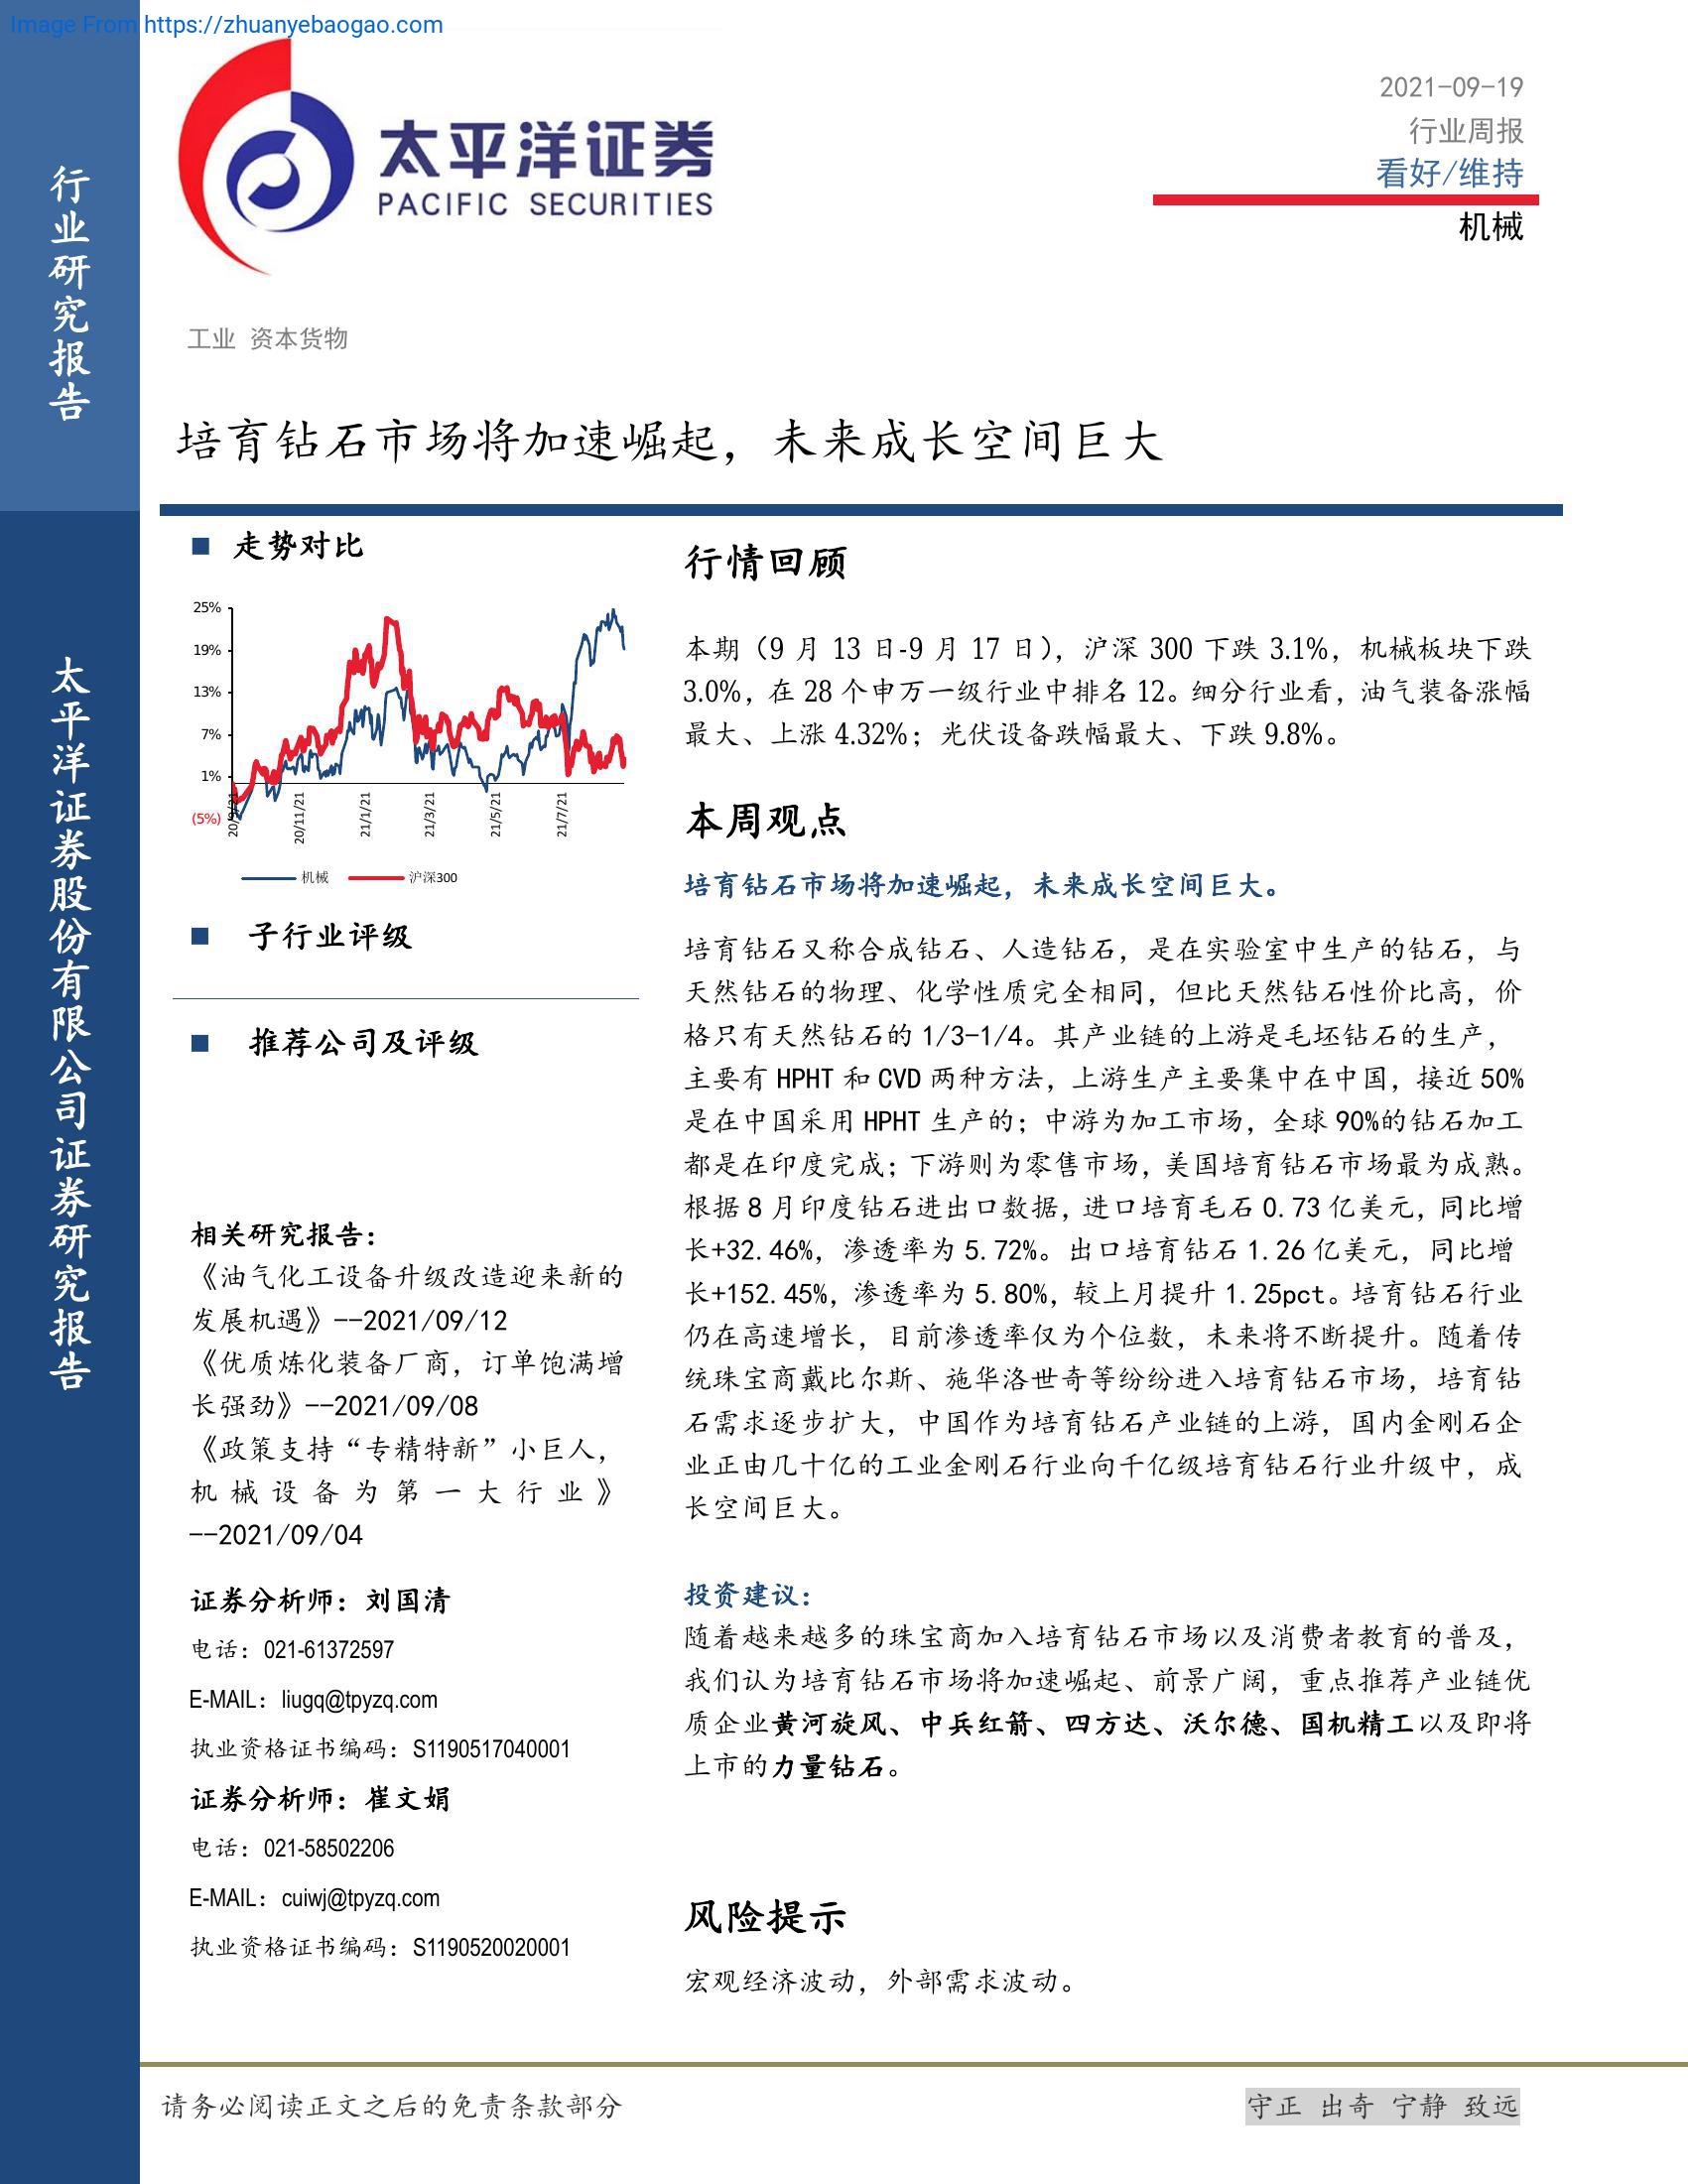 Image From https://zhuanyebaogao.com
行业研究报告
太平洋证券股份有限公司证券研究报告
太平洋证券
PACIFIC SECURITIES
2021-09-19
行业周报
看好/维持
机械
工业 资本货物
培育钻石市场将加速崛起，未来成长空间巨大
走势对比
25%
19%
13%
7%
1%
(5%)
20/9/21
20/11/21
21/1/21
21/3/21
21/5/21
21/7/21
机械
沪深300
子行业评级
推荐公司及评级
相关研究报告：
《油气化工设备升级改造迎来新的
发展机遇》--2021/09/12
《优质炼化装备厂商，订单饱满增
长强劲》--2021/09/08
《政策支持“专精特新”小巨人，
机械设备为第一大行业》
--2021/09/04
证券分析师：刘国清
电话：021-61372597
E-MAIL：liugq@tpyzq.com
执业资格证书编码：S1190517040001
证券分析师：崔文娟
电话：021-58502206
E-MAIL：cuiwj@tpyzq.com
执业资格证书编码：S1190520020001
行情回顾
本期（9 月 13 日-9 月 17 日），沪深 300 下跌 3.1%，机械板块下跌
3.0%，在 28 个申万一级行业中排名 12。细分行业看，油气装备涨幅
最大、上涨 4.32%；光伏设备跌幅最大、下跌 9.8%。
本周观点
培育钻石市场将加速崛起，未来成长空间巨大。
培育钻石又称合成钻石、人造钻石，是在实验室中生产的钻石，与
天然钻石的物理、化学性质完全相同，但比天然钻石性价比高，价
格只有天然钻石的 1/3-1/4。其产业链的上游是毛坯钻石的生产，
主要有 HPHT 和 CVD 两种方法，上游生产主要集中在中国，接近 50%
是在中国采用 HPHT 生产的；中游为加工市场，全球 90%的钻石加工
都是在印度完成；下游则为零售市场，美国培育钻石市场最为成熟。
根据 8 月印度钻石进出口数据，进口培育毛石 0.73 亿美元，同比增
长+32.46%，渗透率为 5.72%。出口培育钻石 1.26 亿美元，同比增
长+152.45%，渗透率为 5.80%，较上月提升 1.25pct。培育钻石行业
仍在高速增长，目前渗透率仅为个位数，未来将不断提升。随着传
统珠宝商戴比尔斯、施华洛世奇等纷纷进入培育钻石市场，培育钻
石需求逐步扩大，中国作为培育钻石产业链的上游，国内金刚石企
业正由几十亿的工业金刚石行业向千亿级培育钻石行业升级中，成
长空间巨大。
投资建议：
随着越来越多的珠宝商加入培育钻石市场以及消费者教育的普及，
我们认为培育钻石市场将加速崛起、前景广阔，重点推荐产业链优
质企业黄河旋风、中兵红箭、四方达、沃尔德、国机精工以及即将
上市的力量钻石。
风险提示
宏观经济波动，外部需求波动。
请务必阅读正文之后的免责条款部分
守正 出奇 宁静 致远